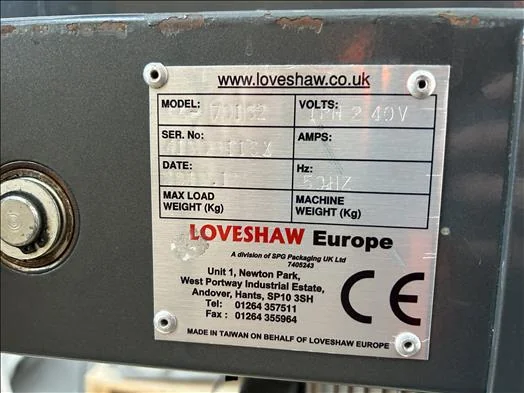 www.loveshaw.co.uk
MODEL:
VOLTS: 1PH 240V
SER. No:
AMPS:
DATE:
Hz: 50HZ
MAX LOAD
WEIGHT (Kg)
MACHINE
WEIGHT (Kg)
LOVESHAW Europe
A division of SPG Packaging UK Ltd
7405243
Unit 1, Newton Park,
West Portway Industrial Estate,
Andover, Hants, SP10 3SH
Tel: 01264 357511
Fax: 01264 355964
CE
MADE IN TAIWAN ON BEHALF OF LOVESHAW EUROPE